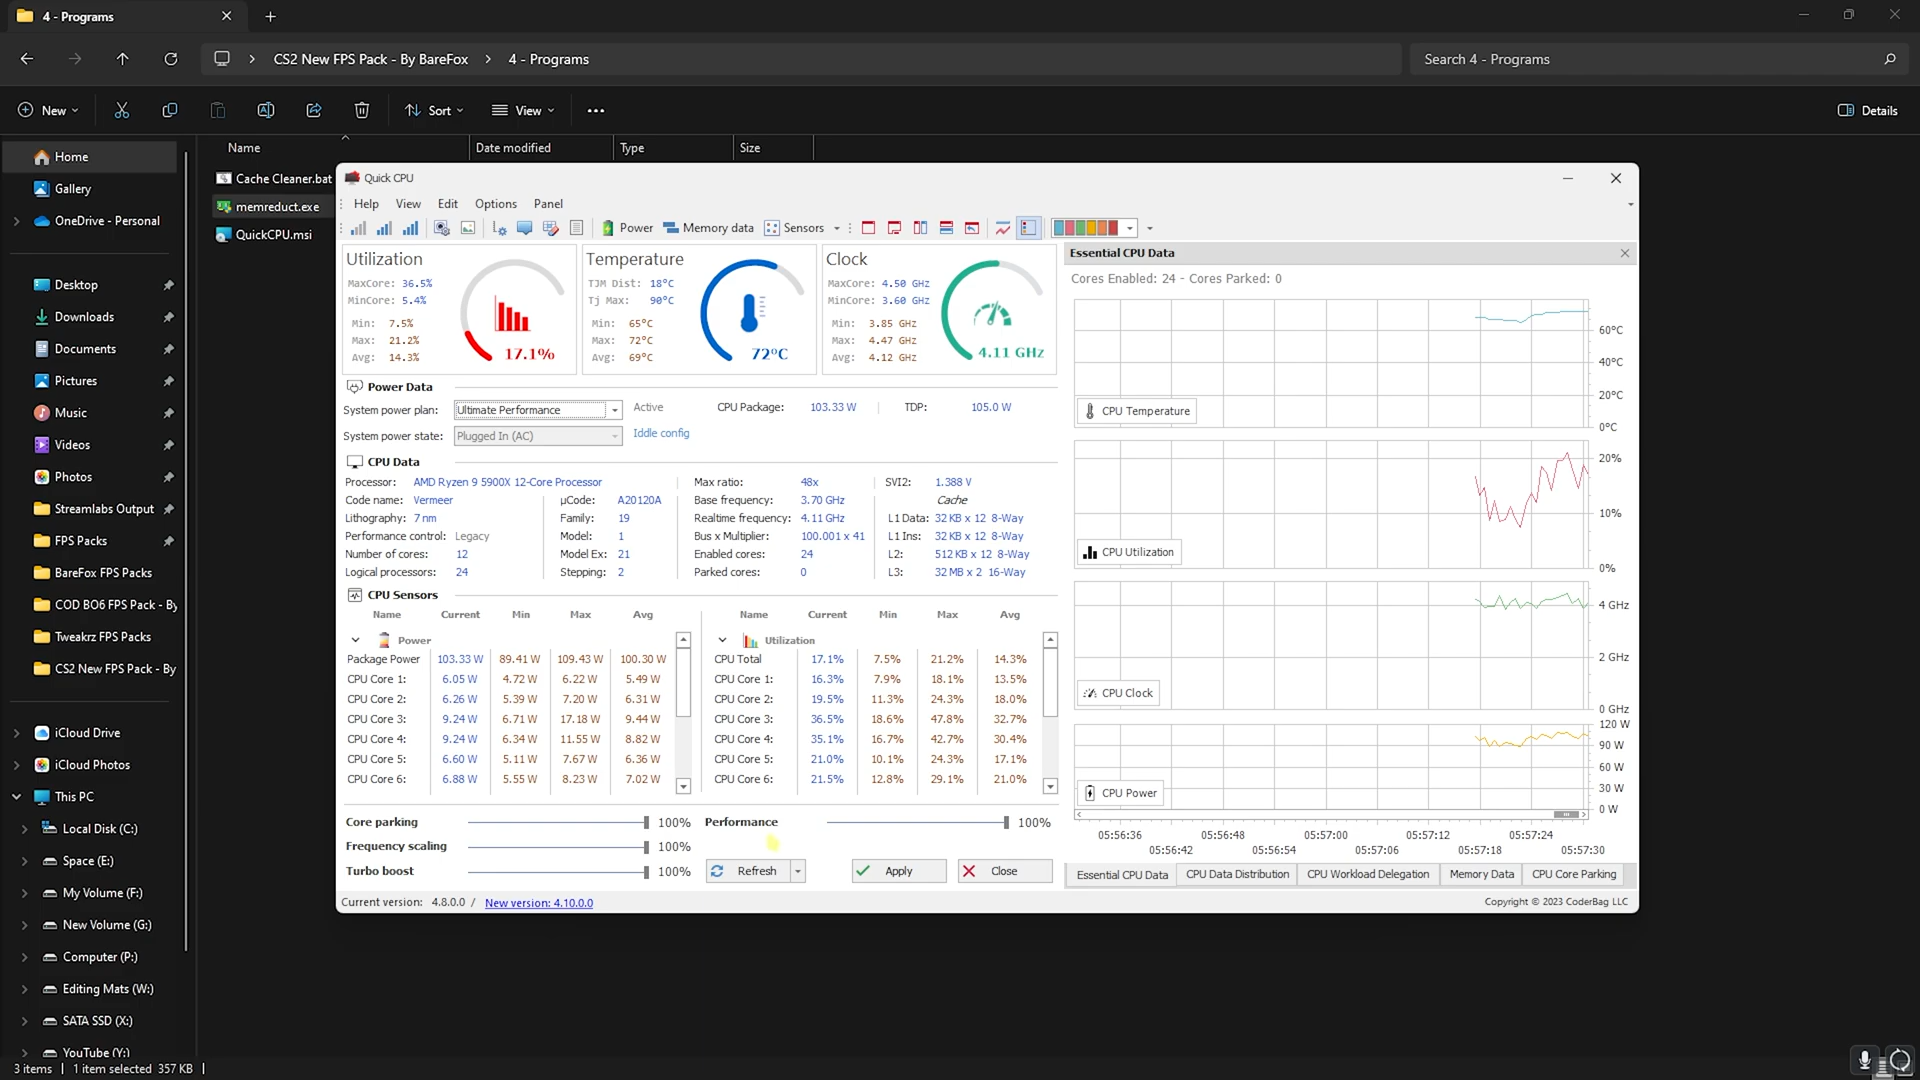 4 - Programs
CS2 New FPS Pack - By BareFox > 4 - Programs
Search 4 - Programs
New
Sort
View
Details
Name
Date modified
Type
Size
Home
Gallery
OneDrive - Personal
Desktop
Downloads
Documents
Pictures
Music
Videos
Photos
Streamlabs Output
FPS Packs
BareFox FPS Packs
COD BO6 FPS Pack - By
Tweakrz FPS Packs
CS2 New FPS Pack - By
iCloud Drive
iCloud Photos
This PC
Local Disk (C:)
Space (E:)
My Volume (F:)
New Volume (G:)
Computer (P:)
Editing Mats (W:)
SATA SSD (X:)
YouTube (Y:)
3 items
1 item selected 357 KB
Cache Cleaner.bat
memreduct.exe
QuickCPU.msi
Quick CPU
Help View Edit Options Panel
Power Memory data Sensors
Utilization
MaxCore: 36.5%
MinCore: 5.4%
Min: 7.5%
Max: 21.2%
Avg: 14.3%
17.1%
Temperature
TJM Dist: 18°C
Tj Max: 90°C
Min: 65°C
Max: 72°C
Avg: 69°C
72°C
Clock
MaxCore: 4.50 GHz
MinCore: 3.60 GHz
Min: 3.85 GHz
Max: 4.47 GHz
Avg: 4.12 GHz
4.11 GHz
Power Data
System power plan: Ultimate Performance Active CPU Package: 103.33 W TDP: 105.0 W
System power state: Plugged In (AC) Iddle config
CPU Data
Processor: AMD Ryzen 9 5900X 12-Core Processor Max ratio: 48x SVI2: 1.388 V
Code name: Vermeer µCode: A20120A Base frequency: 3.70 GHz Cache
Lithography: 7 nm Family: 19 Realtime frequency: 4.11 GHz L1 Data: 32 KB x 12 8-Way
Performance control: Legacy Model: 1 Bus x Multiplier: 100.001 x 41 L1 Ins: 32 KB x 12 8-Way
Number of cores: 12 Model Ex: 21 Enabled cores: 24 L2: 512 KB x 12 8-Way
Logical processors: 24 Stepping: 2 Parked cores: 0 L3: 32 MB x 2 16-Way
CPU Sensors
Name Current Min Max Avg
Power
Package Power 103.33 W 89.41 W 109.43 W 100.30 W
CPU Core 1: 6.05 W 4.72 W 6.22 W 5.49 W
CPU Core 2: 6.26 W 5.39 W 7.20 W 6.31 W
CPU Core 3: 9.24 W 6.71 W 17.18 W 9.44 W
CPU Core 4: 9.24 W 6.34 W 11.55 W 8.82 W
CPU Core 5: 6.60 W 5.11 W 7.67 W 6.36 W
CPU Core 6: 6.88 W 5.55 W 8.23 W 7.02 W
Name Current Min Max Avg
Utilization
CPU Total 17.1% 7.5% 21.2% 14.3%
CPU Core 1: 16.3% 7.9% 18.1% 13.5%
CPU Core 2: 19.5% 11.3% 24.3% 18.0%
CPU Core 3: 36.5% 18.6% 47.8% 32.7%
CPU Core 4: 35.1% 16.7% 42.7% 30.4%
CPU Core 5: 21.0% 10.1% 24.3% 17.1%
CPU Core 6: 21.5% 12.8% 29.1% 21.0%
Core parking 100% Performance 100%
Frequency scaling 100%
Turbo boost 100% Refresh Apply Close
Current version: 4.8.0.0 / New version: 4.10.0.0
Essential CPU Data
Cores Enabled: 24 - Cores Parked: 0
60°C
40°C
20°C
0°C
CPU Temperature
20%
10%
0%
CPU Utilization
4 GHz
2 GHz
0 GHz
CPU Clock
120 W
90 W
60 W
30 W
0 W
CPU Power
05:56:36 05:56:48 05:57:00 05:57:12 05:57:24
05:56:42 05:56:54 05:57:06 05:57:18 05:57:30
Essential CPU Data CPU Data Distribution CPU Workload Delegation Memory Data CPU Core Parking
Copyright © 2023 CoderBag LLC